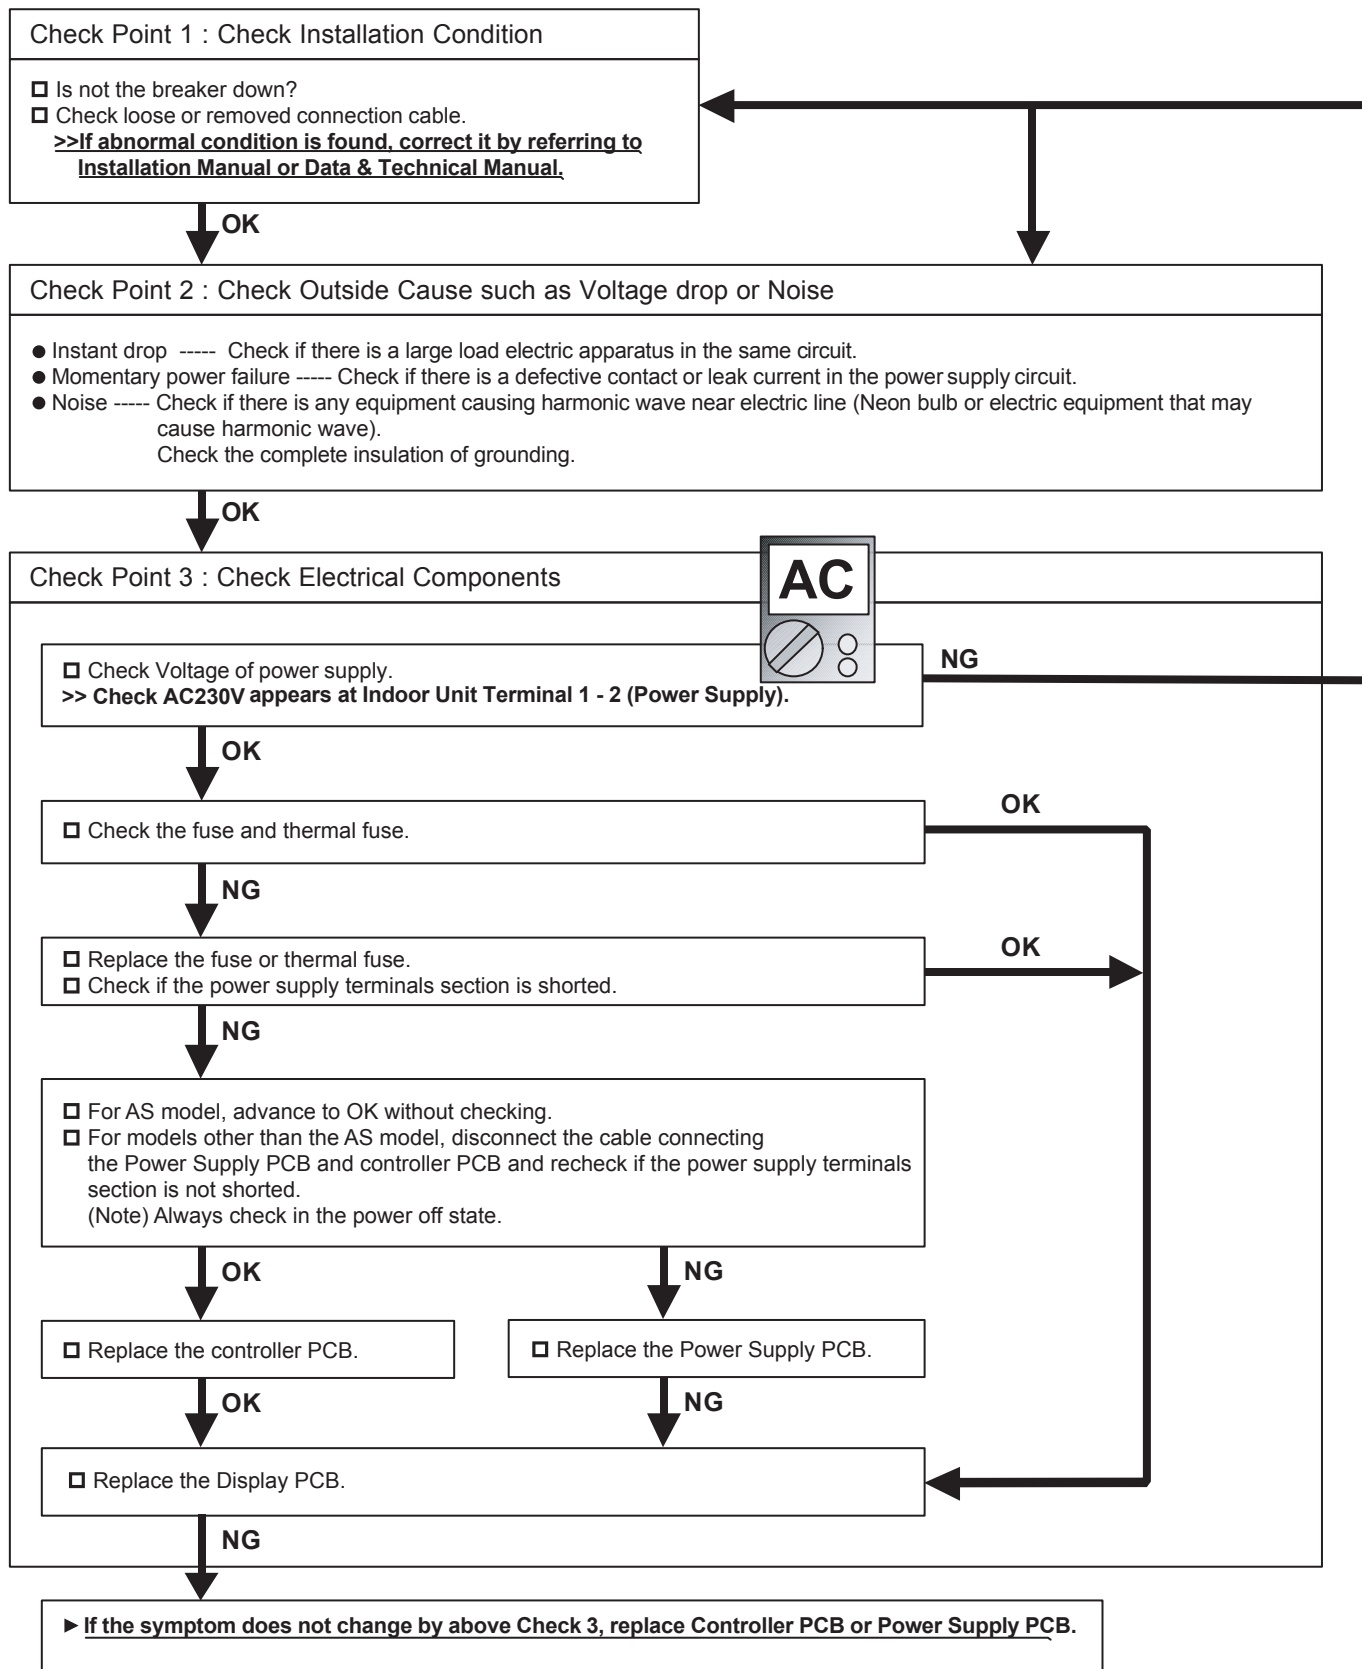 Check Point 1 : Check Installation Condition
Is not the breaker down?
Check loose or removed connection cable.
>>If abnormal condition is found, correct it by referring to
Installation Manual or Data & Technical Manual.
OK
Check Point 2 : Check Outside Cause such as Voltage drop or Noise
● Instant drop ----- Check if there is a large load electric apparatus in the same circuit.
● Momentary power failure ----- Check if there is a defective contact or leak current in the power supply circuit.
● Noise ----- Check if there is any equipment causing harmonic wave near electric line (Neon bulb or electric equipment that may
cause harmonic wave).
Check the complete insulation of grounding.
OK
Check Point 3 : Check Electrical Components
AC
Check Voltage of power supply.
>> Check AC230V appears at Indoor Unit Terminal 1 - 2 (Power Supply).
NG
OK
Check the fuse and thermal fuse.
OK
NG
Replace the fuse or thermal fuse.
Check if the power supply terminals section is shorted.
OK
NG
For AS model, advance to OK without checking.
For models other than the AS model, disconnect the cable connecting
the Power Supply PCB and controller PCB and recheck if the power supply terminals
section is not shorted.
(Note) Always check in the power off state.
OK
NG
Replace the controller PCB.
Replace the Power Supply PCB.
OK
NG
Replace the Display PCB.
NG
►If the symptom does not change by above Check 3, replace Controller PCB or Power Supply PCB.